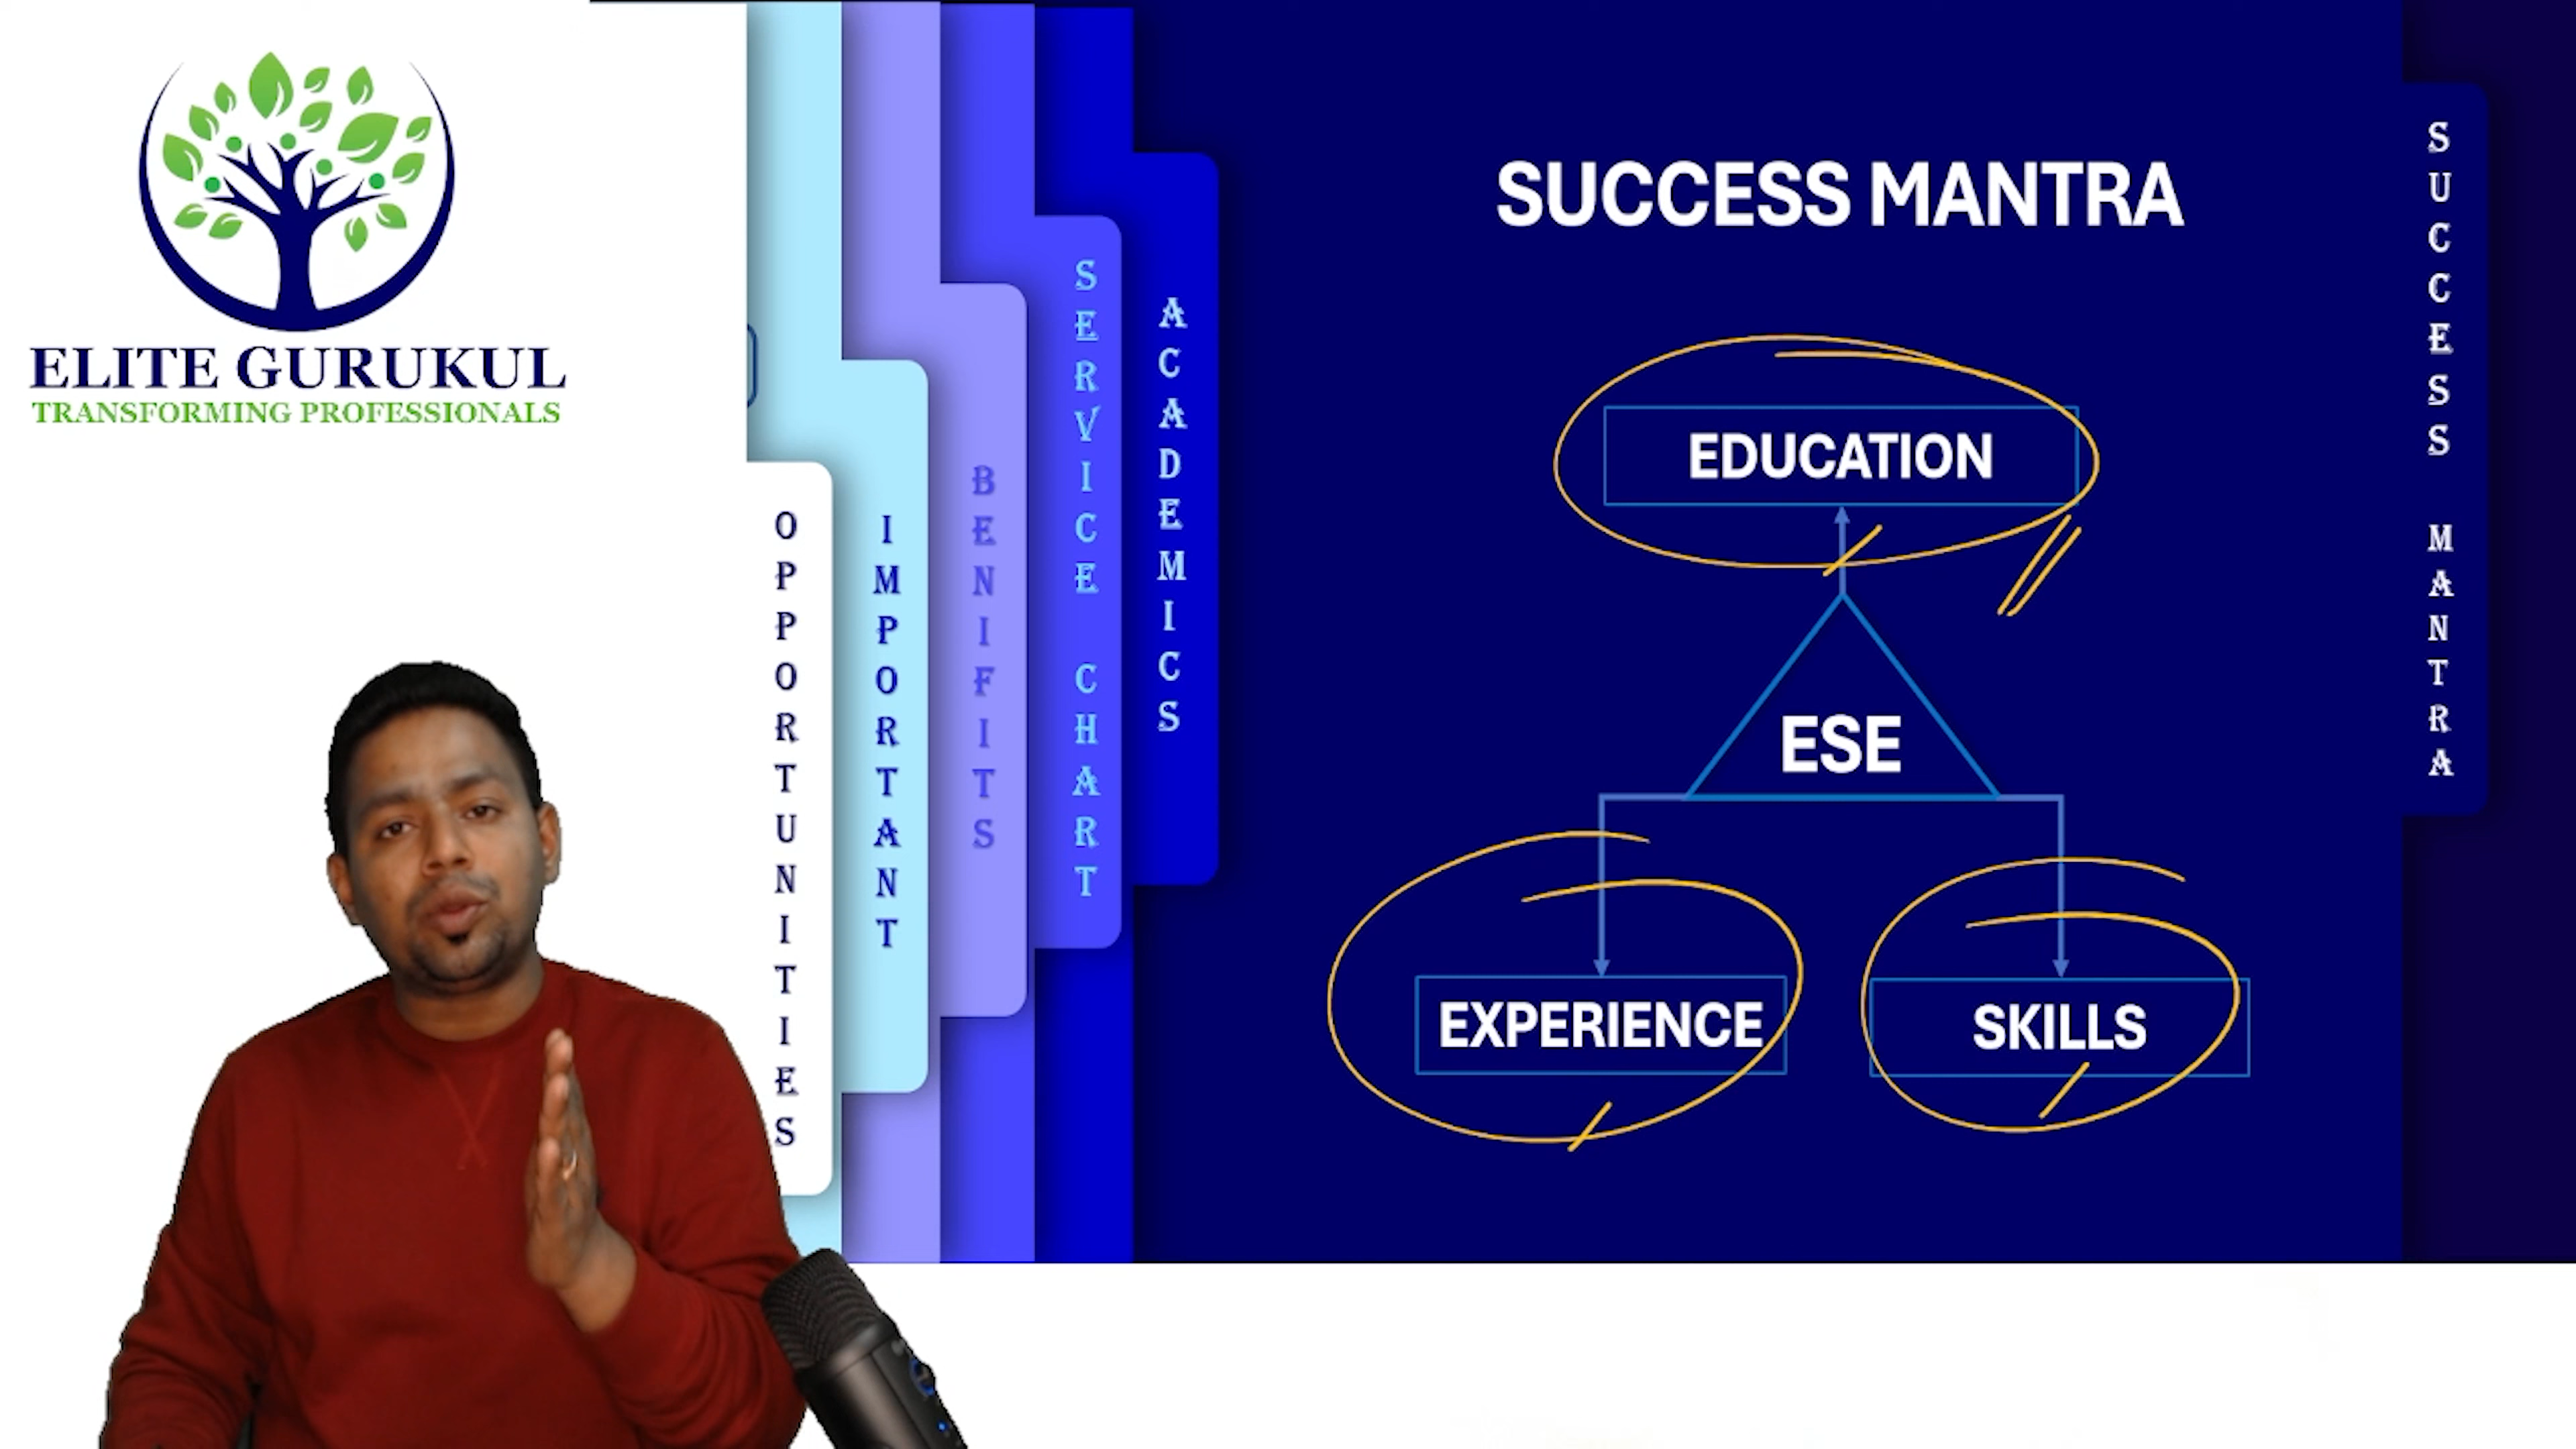 ELITE GURUKUL
TRANSFORMING PROFESSIONALS
OPPORTUNITIES
IMPORTANT
BENIFITS
SERVICE CHART
ACADEMICS
SUCCESS MANTRA
EDUCATION
ESE
EXPERIENCE
SKILLS
SUCCESS MANTRA